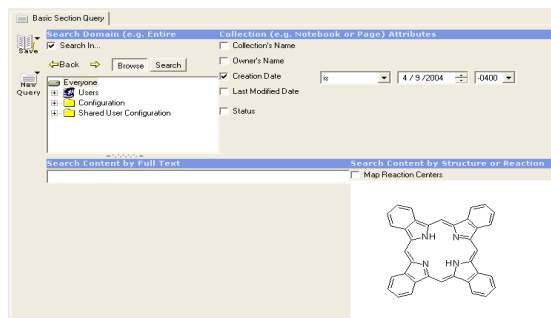 Basic Section Query
Save
New Query
Search Domain (e.g. Entire
Search In...
Back
Browse
Search
Everyone
Users
Configuration
Shared User Configuration
Collection (e.g. Notebook or Page) Attributes
Collection's Name
Owner's Name
Creation Date
is
4 / 9 /2004
-0400
Last Modified Date
Status
Search Content by Full Text
Search Content by Structure or Reaction
Map Reaction Centers
NH
N
N
HN